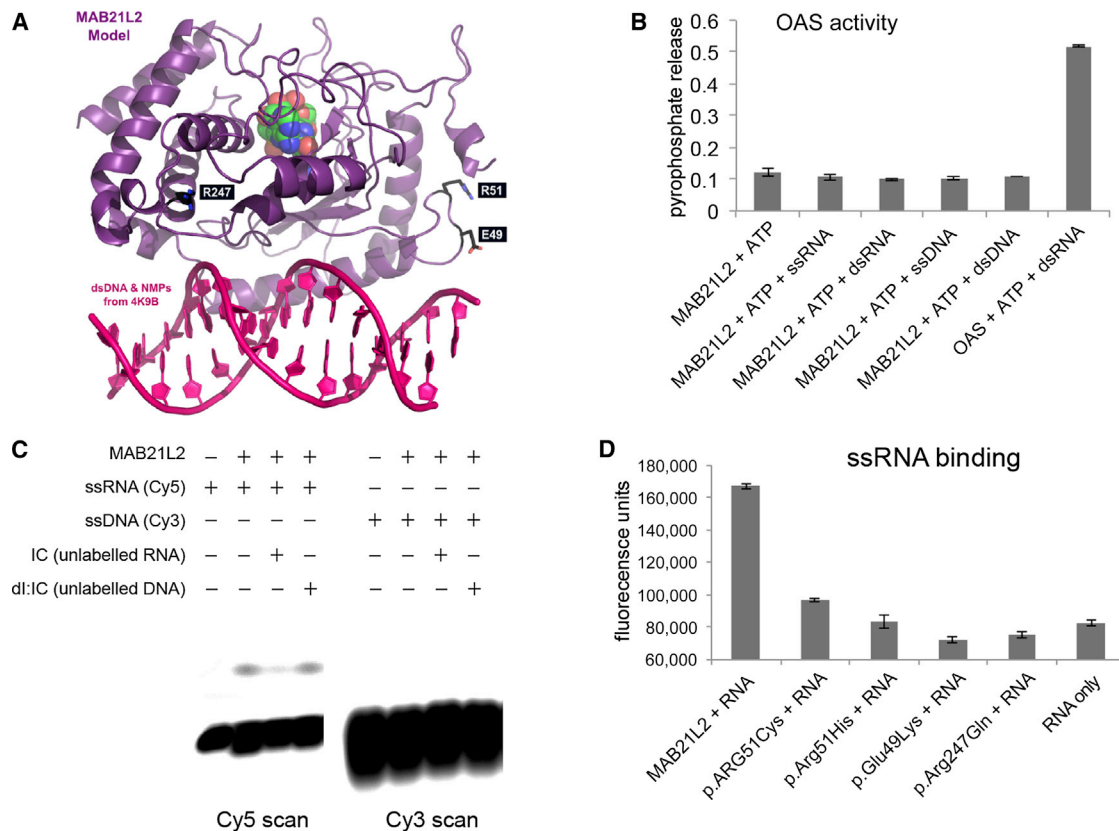 A
MAB21L2
Model
R247
R51
E49
dsDNA & NMPs
from 4K9B
B
OAS activity
pyrophosphate release
0.6
0.5
0.4
0.3
0.2
0.1
0
MAB21L2 + ATP
MAB21L2 + ATP + ssRNA
MAB21L2 + ATP + dsRNA
MAB21L2 + ATP + ssDNA
MAB21L2 + ATP + dsDNA
OAS + ATP + dsRNA
C
MAB21L2 – + + + – + + +
ssRNA (Cy5) + + + + – – – –
ssDNA (Cy3) – – – – + + + +
IC (unlabelled RNA) – – + – – – + –
dI:IC (unlabelled DNA) – – – + – – – +
Cy5 scan
Cy3 scan
D
ssRNA binding
fluorecensce units
180,000
160,000
140,000
120,000
100,000
80,000
60,000
MAB21L2 + RNA
p.ARG51Cys + RNA
p.Arg51His + RNA
p.Glu49Lys + RNA
p.Arg247Gln + RNA
RNA only